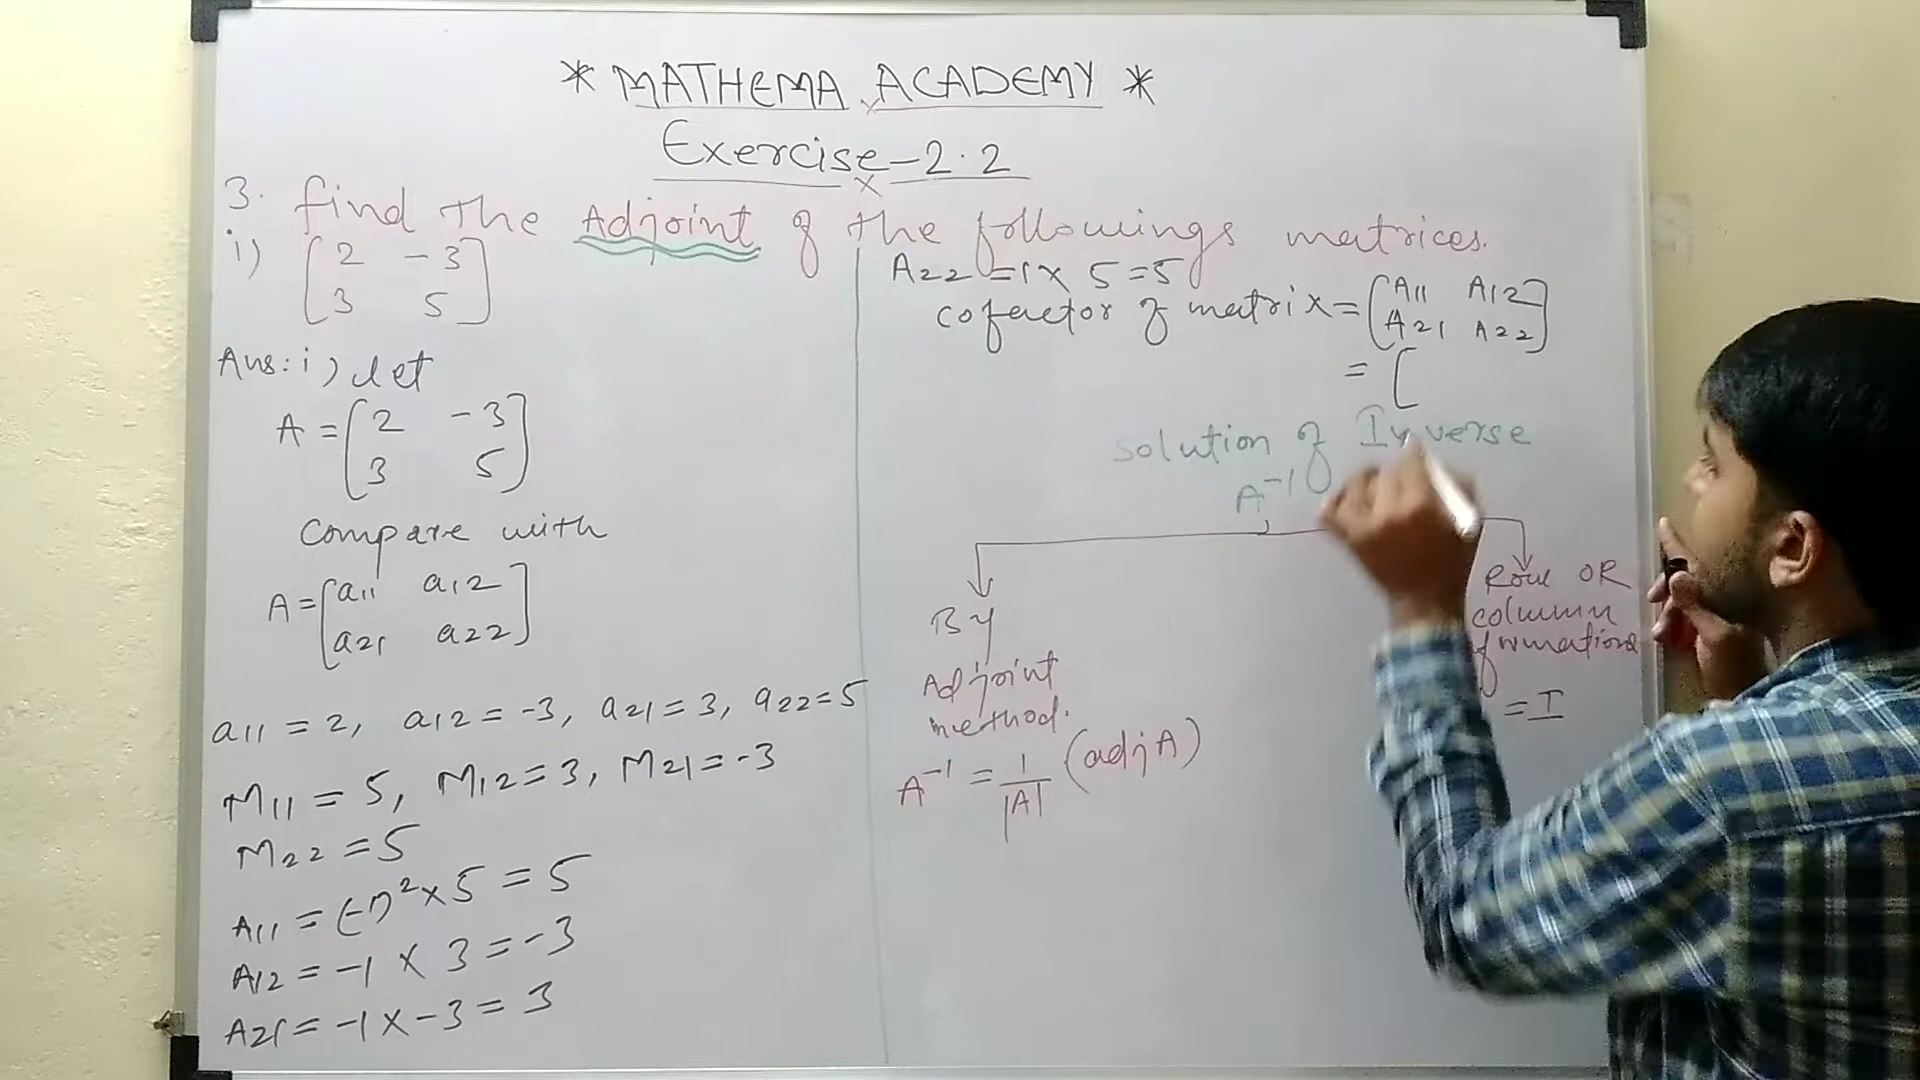 * MATHEMA ACADEMY *
Exercise-2.2
3. find the Adjoint of the followings metrices.
i) [2 -3
3 5]
Ans: i) let
A = [2 -3
3 5]
Compare with
A = [a11 a12
a21 a22]
a11 = 2, a12 = -3, a21 = 3, a22 = 5
M11 = 5, M12 = 3, M21 = -3
M22 = 5
A11 = (-1)² × 5 = 5
A12 = -1 × 3 = -3
A21 = -1 × -3 = 3
A22 = 1 × 5 = 5
cofactor of metrix = [A11 A12
A21 A22]
= [
solution of Inverse
A⁻¹
By
Adjoint
method.
A⁻¹ = 1/|A| (adj A)
Row OR
column
= I